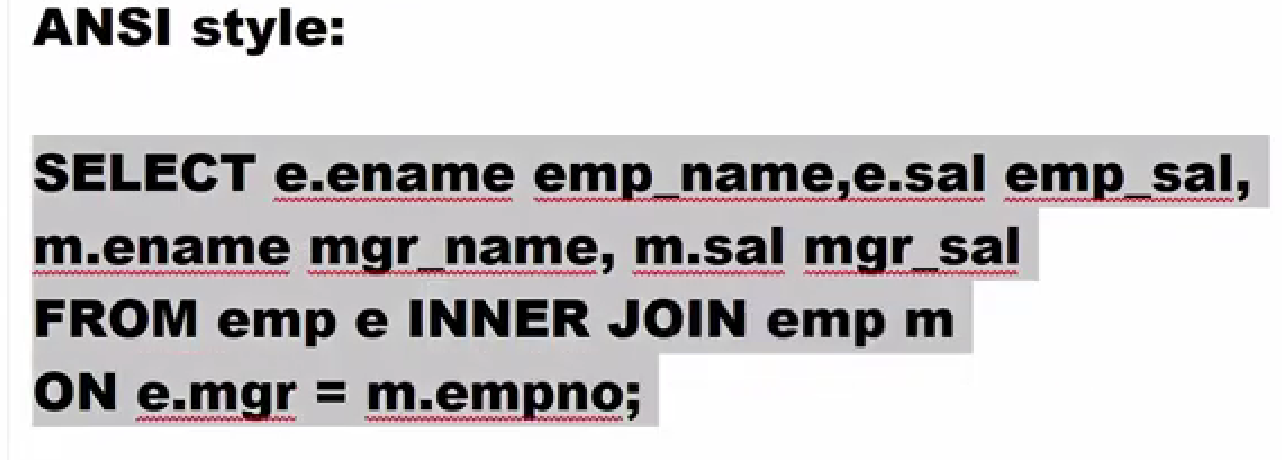 ANSI style:
SELECT e.ename emp_name,e.sal emp_sal,
m.ename mgr_name, m.sal mgr_sal
FROM emp e INNER JOIN emp m
ON e.mgr = m.empno;